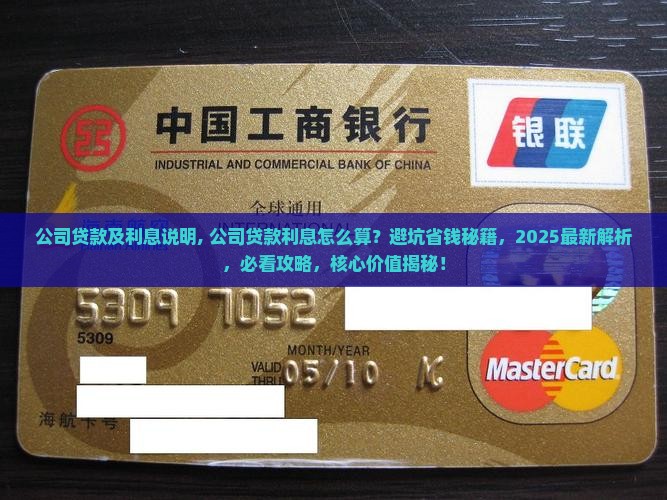 中国工商银行
INDUSTRIAL AND COMMERCIAL BANK OF CHINA
银联
全球通用
公司贷款及利息说明, 公司贷款利息怎么算？避坑省钱秘籍，2025最新解析
，必看攻略，核心价值揭秘！
5309 7052
5309
MONTH/YEAR
VALID
THRU
05/10
MasterCard
海航卡号